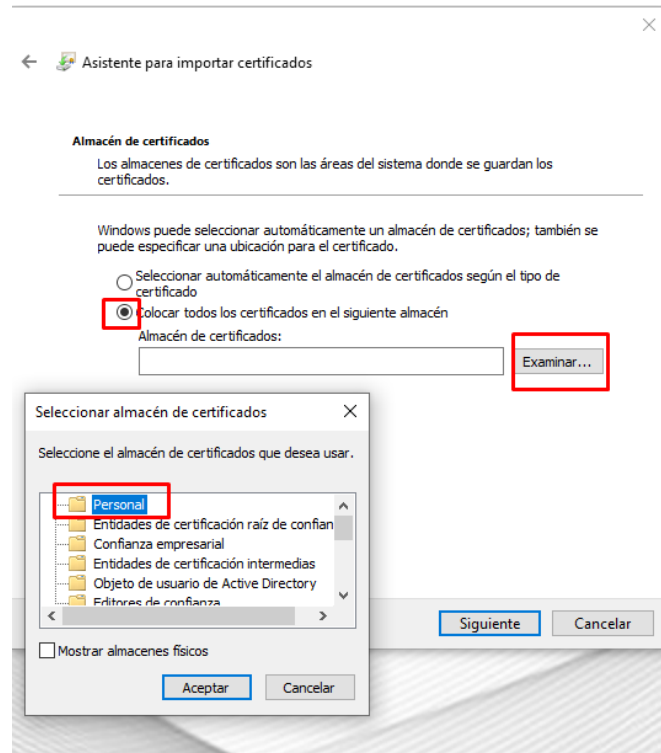 Asistente para importar certificados
Almacén de certificados
Los almacenes de certificados son las áreas del sistema donde se guardan los
certificados.
Windows puede seleccionar automáticamente un almacén de certificados; también se
puede especificar una ubicación para el certificado.
Seleccionar automáticamente el almacén de certificados según el tipo de
certificado
Colocar todos los certificados en el siguiente almacén
Almacén de certificados:
Examinar...
Seleccionar almacén de certificados
Seleccione el almacén de certificados que desea usar.
Personal
Entidades de certificación raíz de confian
Confianza empresarial
Entidades de certificación intermedias
Objeto de usuario de Active Directory
Editores de confianza
Mostrar almacenes físicos
Aceptar Cancelar
Siguiente Cancelar